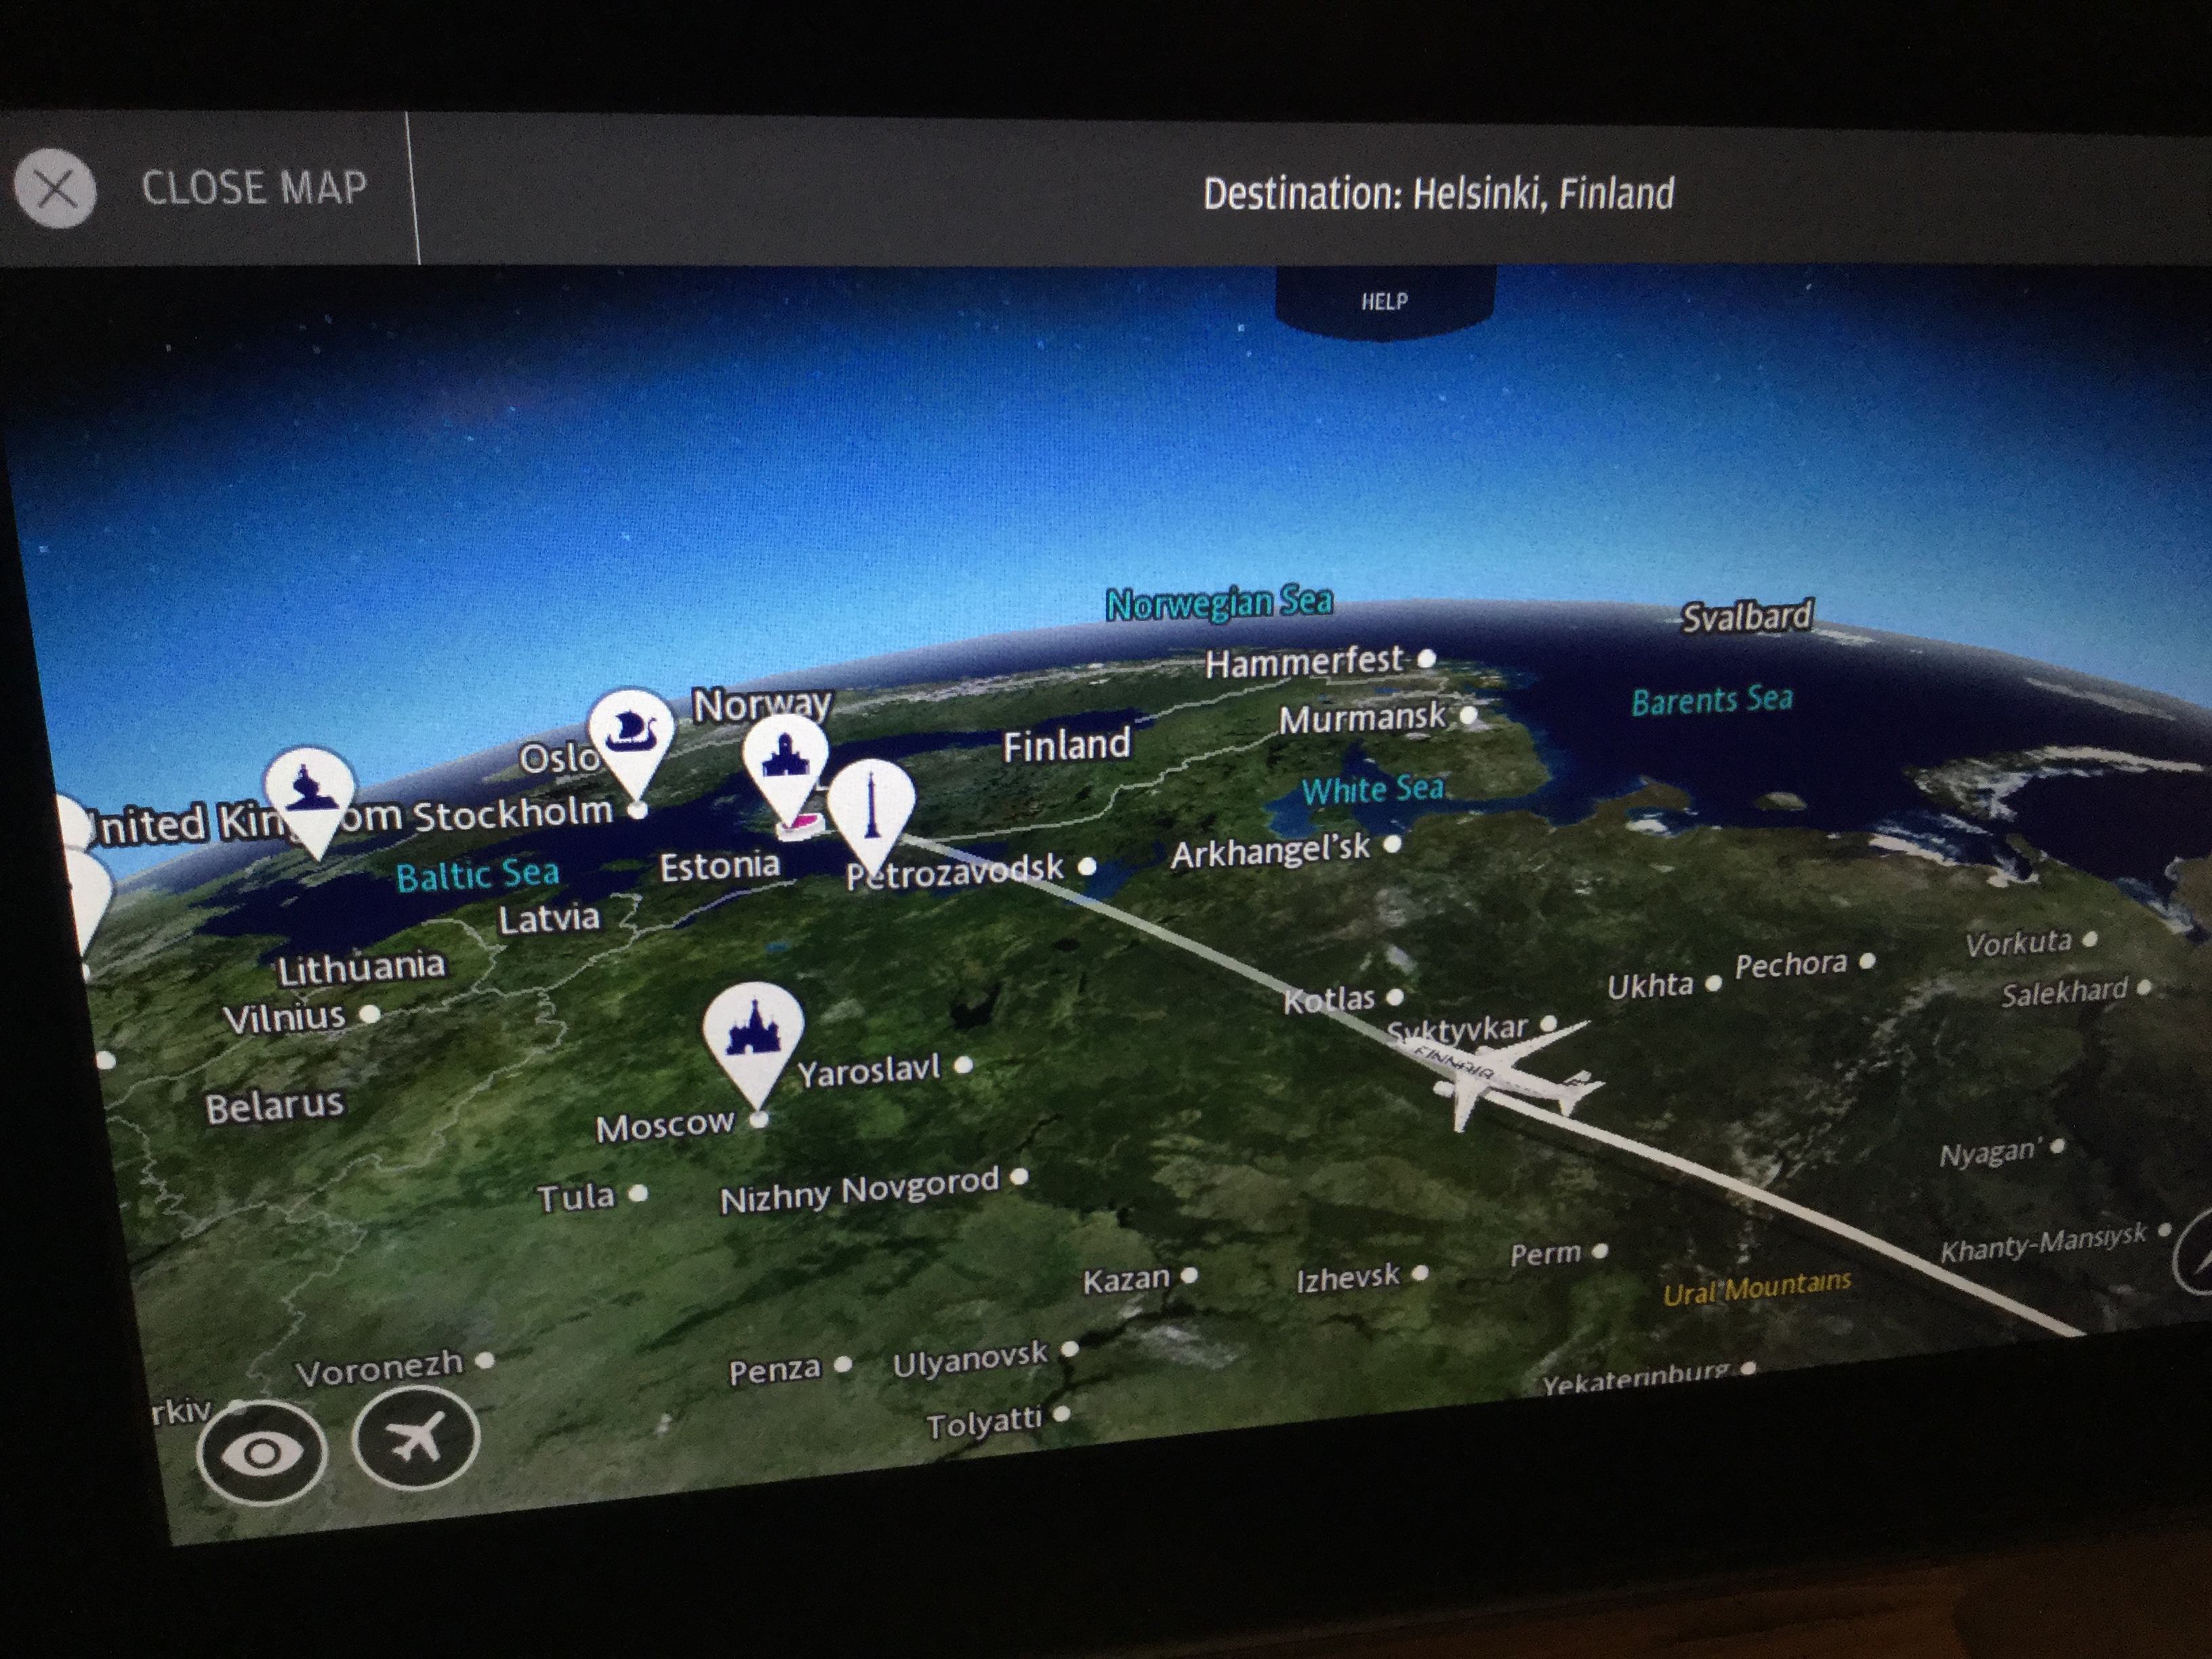 CLOSE MAP
Destination: Helsinki, Finland
HELP
Norwegian Sea
Svalbard
Hammerfest
Barents Sea
Norway
Murmansk
Finland
Oslo
White Sea
United Kin om
Stockholm
Arkhangel'sk
Baltic Sea
Estonia
Petrozavodsk
Latvia
Vorkuta
Pechora
Ukhta
Salekhard
Lithuania
Kotlas
Vilnius
Syktyvkar
FINNAIR
Yaroslavl
Belarus
Moscow
Nyagan'
Tula
Nizhny Novgorod
Khanty-Mansiysk
Perm
Kazan
Izhevsk
Ural Mountains
Voronezh
Penza
Ulyanovsk
Yekaterinburg
rkiv
Tolyatti